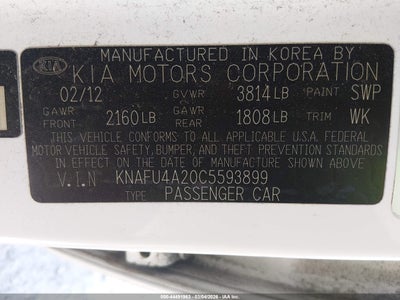 MANUFACTURED IN KOREA BY
KIA KIA MOTORS CORPORATION
02/12 GVWR 3814 LB PAINT SWP
GAWR FRONT 2160 LB GAWR REAR 1808 LB TRIM WK
THIS VEHICLE CONFORMS TO ALL APPLICABLE U.S.A. FEDERAL
MOTOR VEHICLE SAFETY, BUMPER, AND THEFT PREVENTION STANDARDS
IN EFFECT ON THE DATE OF MANUFACTURE SHOWN ABOVE
V.I.N KNAFU4A20C5593899
TYPE PASSENGER CAR